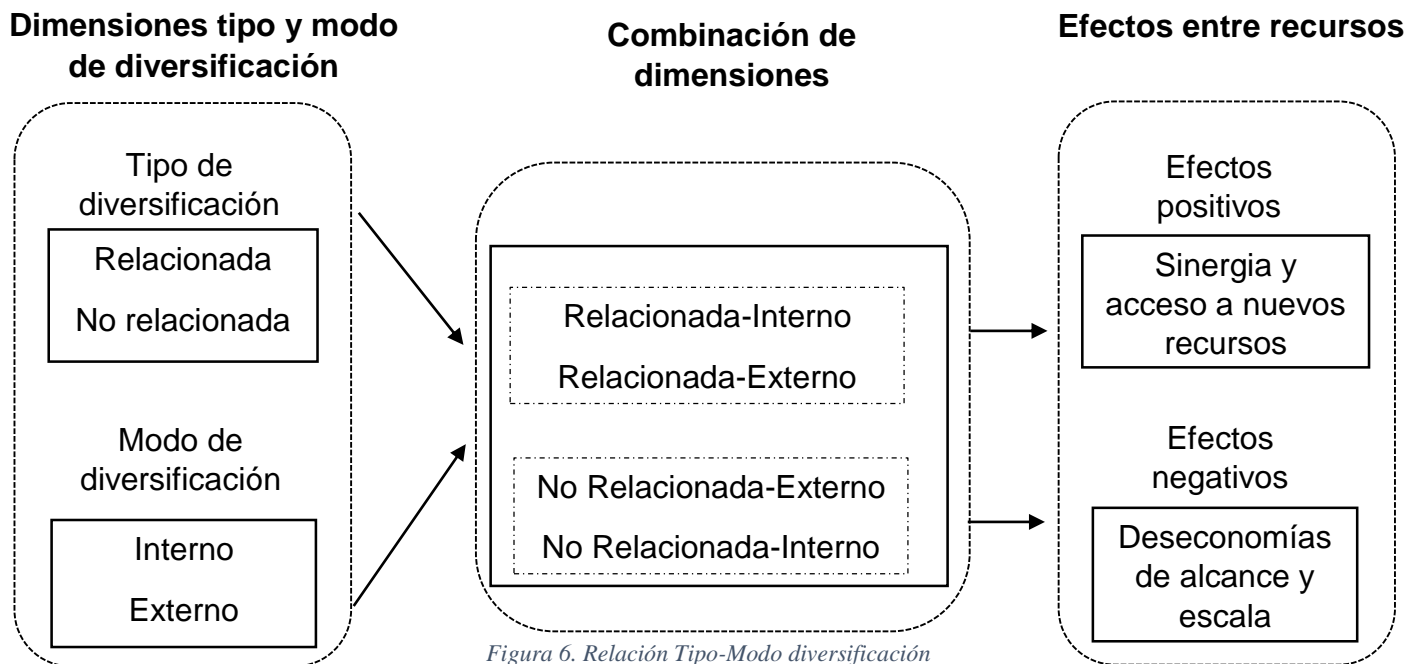 Dimensiones tipo y modo
de diversificación
Tipo de
diversificación
Relacionada
No relacionada
Modo de
diversificación
Interno
Externo
Combinación de
dimensiones
Relacionada-Interno
Relacionada-Externo
No Relacionada-Externo
No Relacionada-Interno
Efectos entre recursos
Efectos
positivos
Sinergia y
acceso a nuevos
recursos
Efectos
negativos
Deseconomías
de alcance y
escala
Figura 6. Relación Tipo-Modo diversificación